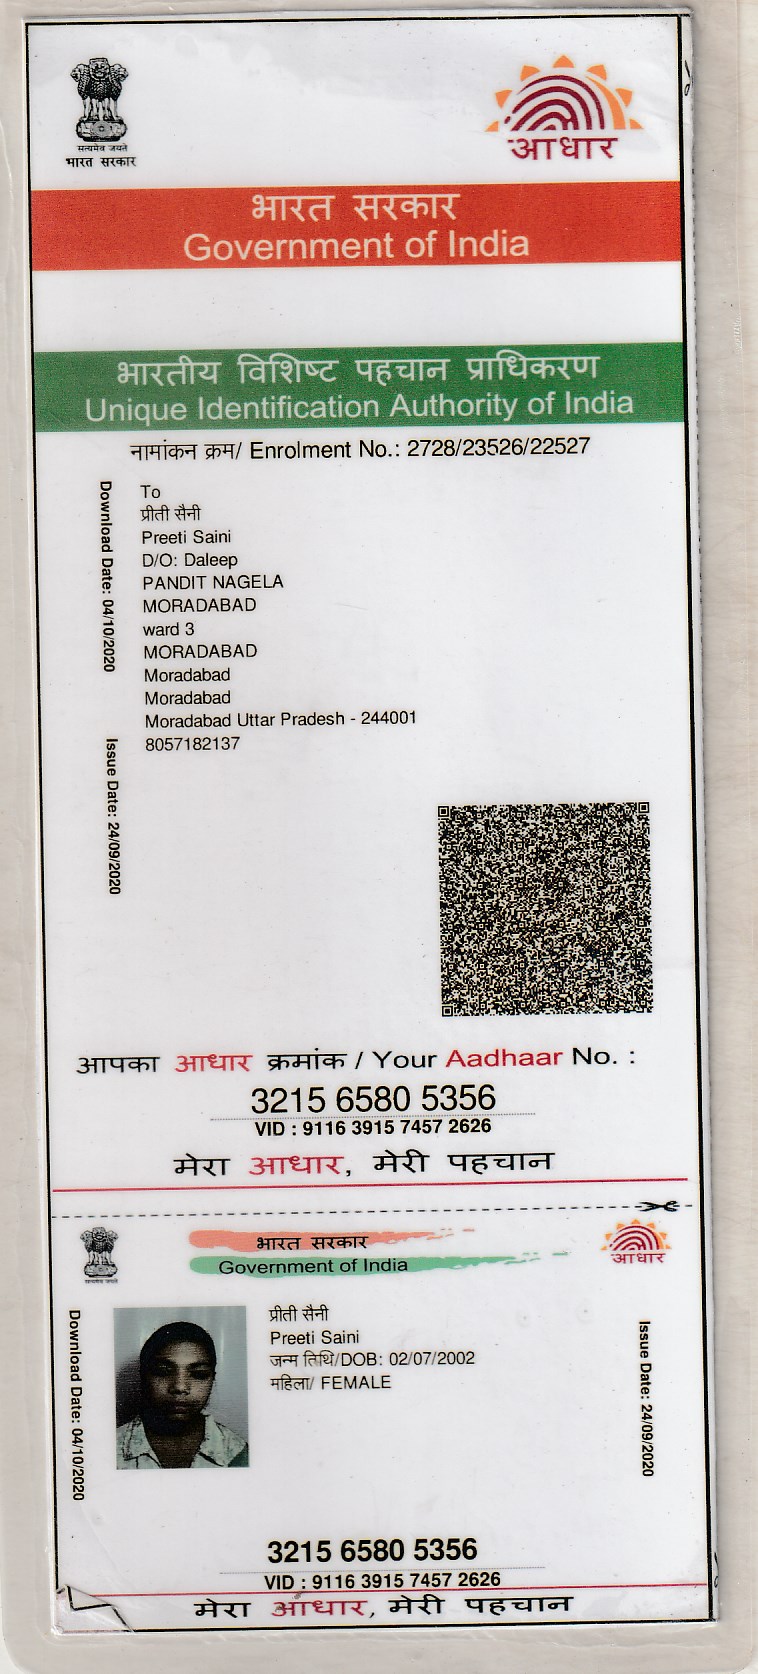 सत्यमेव जयते
भारत सरकार
आधार
भारत सरकार
Government of India
भारतीय विशिष्ट पहचान प्राधिकरण
Unique Identification Authority of India
नामांकन क्रम/ Enrolment No.: 2728/23526/22527
To
प्रीती सैनी
Preeti Saini
D/O: Daleep
PANDIT NAGELA
MORADABAD
ward 3
MORADABAD
Moradabad
Moradabad
Moradabad Uttar Pradesh - 244001
8057182137
Download Date: 04/10/2020
Issue Date: 24/09/2020
आपका आधार क्रमांक / Your Aadhaar No. :
3215 6580 5356
VID : 9116 3915 7457 2626
मेरा आधार, मेरी पहचान
भारत सरकार
Government of India
आधार
Download Date: 04/10/2020
प्रीती सैनी
Preeti Saini
जन्म तिथि/DOB: 02/07/2002
महिला/ FEMALE
Issue Date: 24/09/2020
3215 6580 5356
VID : 9116 3915 7457 2626
मेरा आधार, मेरी पहचान